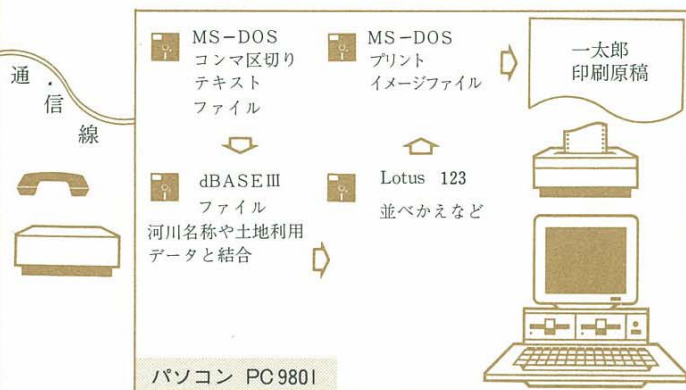 通信線
MS-DOS
コンマ区切り
テキスト
ファイル
dBASEIII
ファイル
河川名称や土地利用
データと結合
Lotus 123
並べかえなど
MS-DOS
プリント
イメージファイル
一太郎
印刷原稿
パソコン PC9801